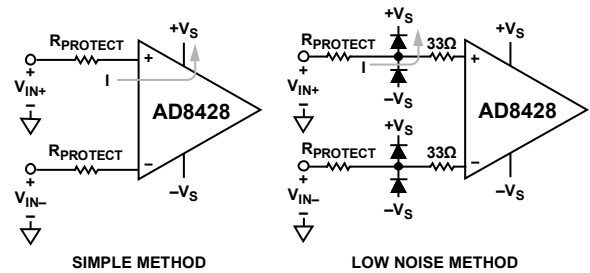 +VS
RPROTECT
+
I
VIN+
+
−
AD8428
RPROTECT
−
+
VIN−
−
−VS
SIMPLE METHOD
+VS
RPROTECT
33Ω
+
I
VIN+
+
−
−VS
+VS
AD8428
+VS
RPROTECT
33Ω
−
+
VIN−
−
−VS
−VS
LOW NOISE METHOD